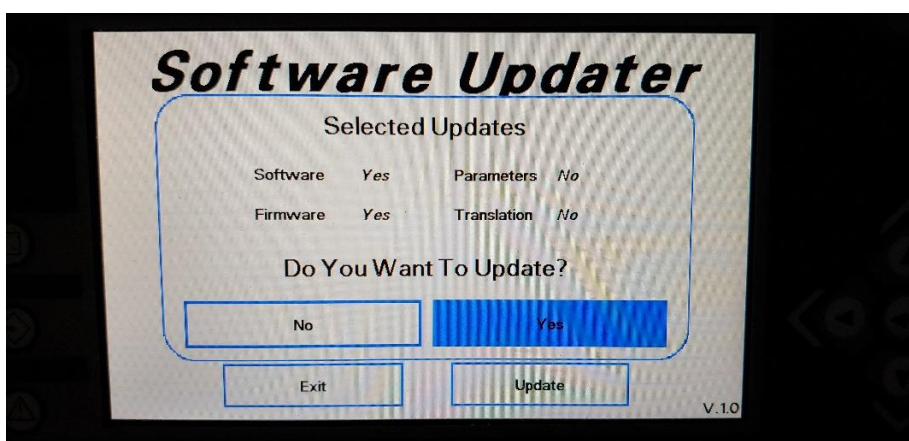 Software Updater
Selected Updates
Software Yes Parameters No
Firmware Yes Translation No
Do You Want To Update?
No Yes
Exit Update
V.1.0